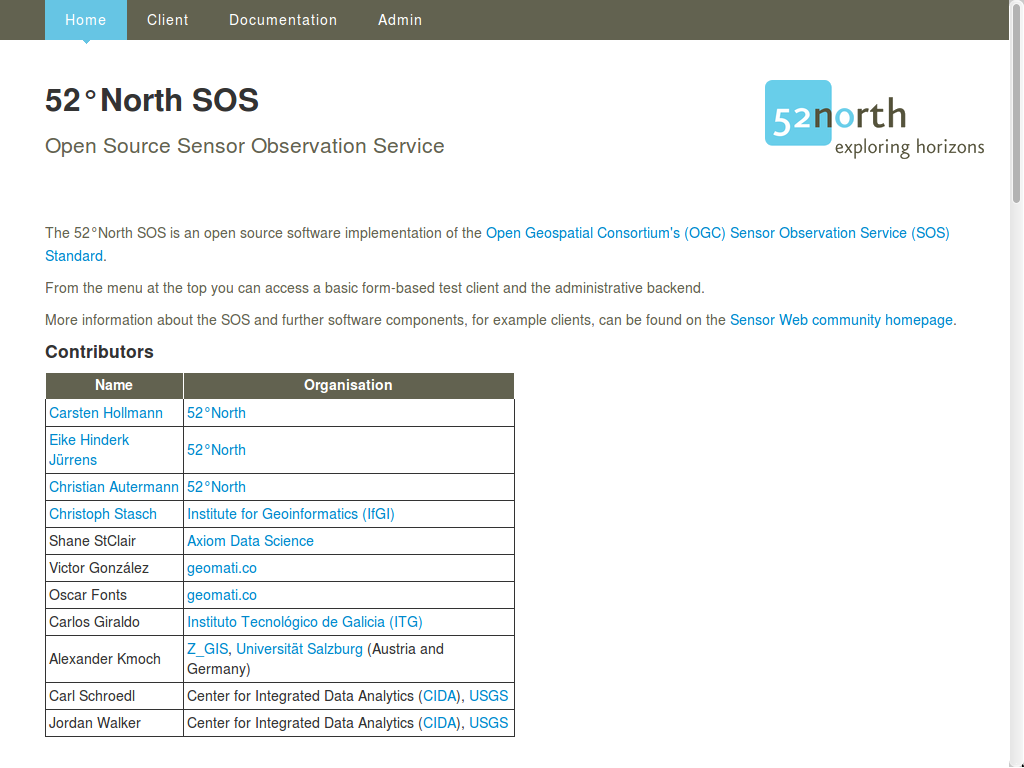 Home Client Documentation Admin
52°North SOS
Open Source Sensor Observation Service
52north
exploring horizons
The 52°North SOS is an open source software implementation of the Open Geospatial Consortium's (OGC) Sensor Observation Service (SOS)
Standard.
From the menu at the top you can access a basic form-based test client and the administrative backend.
More information about the SOS and further software components, for example clients, can be found on the Sensor Web community homepage.
Contributors
Name Organisation
Carsten Hollmann 52°North
Eike Hinderk
Jürrens 52°North
Christian Autermann 52°North
Christoph Stasch Institute for Geoinformatics (IfGI)
Shane StClair Axiom Data Science
Victor González geomati.co
Oscar Fonts geomati.co
Carlos Giraldo Instituto Tecnológico de Galicia (ITG)
Alexander Kmoch Z_GIS, Universität Salzburg (Austria and
Germany)
Carl Schroedl Center for Integrated Data Analytics (CIDA), USGS
Jordan Walker Center for Integrated Data Analytics (CIDA), USGS